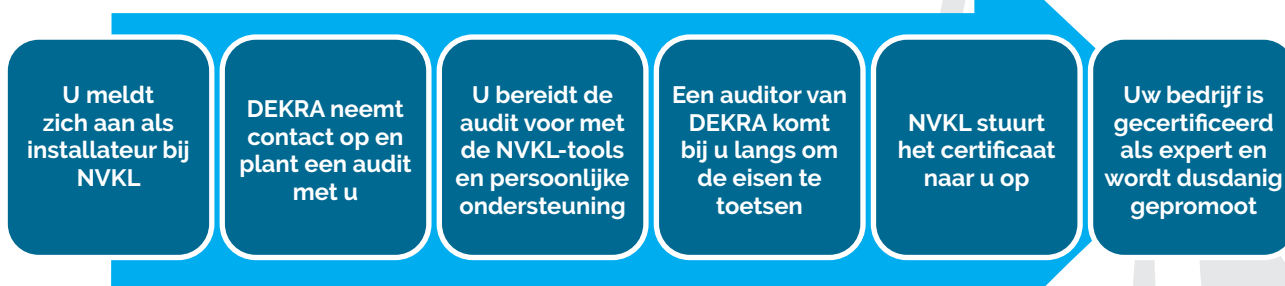 U meldt
zich aan als
installateur bij
NVKL
DEKRA neemt
contact op en
plant een audit
met u
U bereidt de
audit voor met
de NVKL-tools
en persoonlijke
ondersteuning
Een auditor van
DEKRA komt
bij u langs om
de eisen te
toetsen
NVKL stuurt
het certificaat
naar u op
Uw bedrijf is
gecertificeerd
als expert en
wordt dusdanig
gepromoot